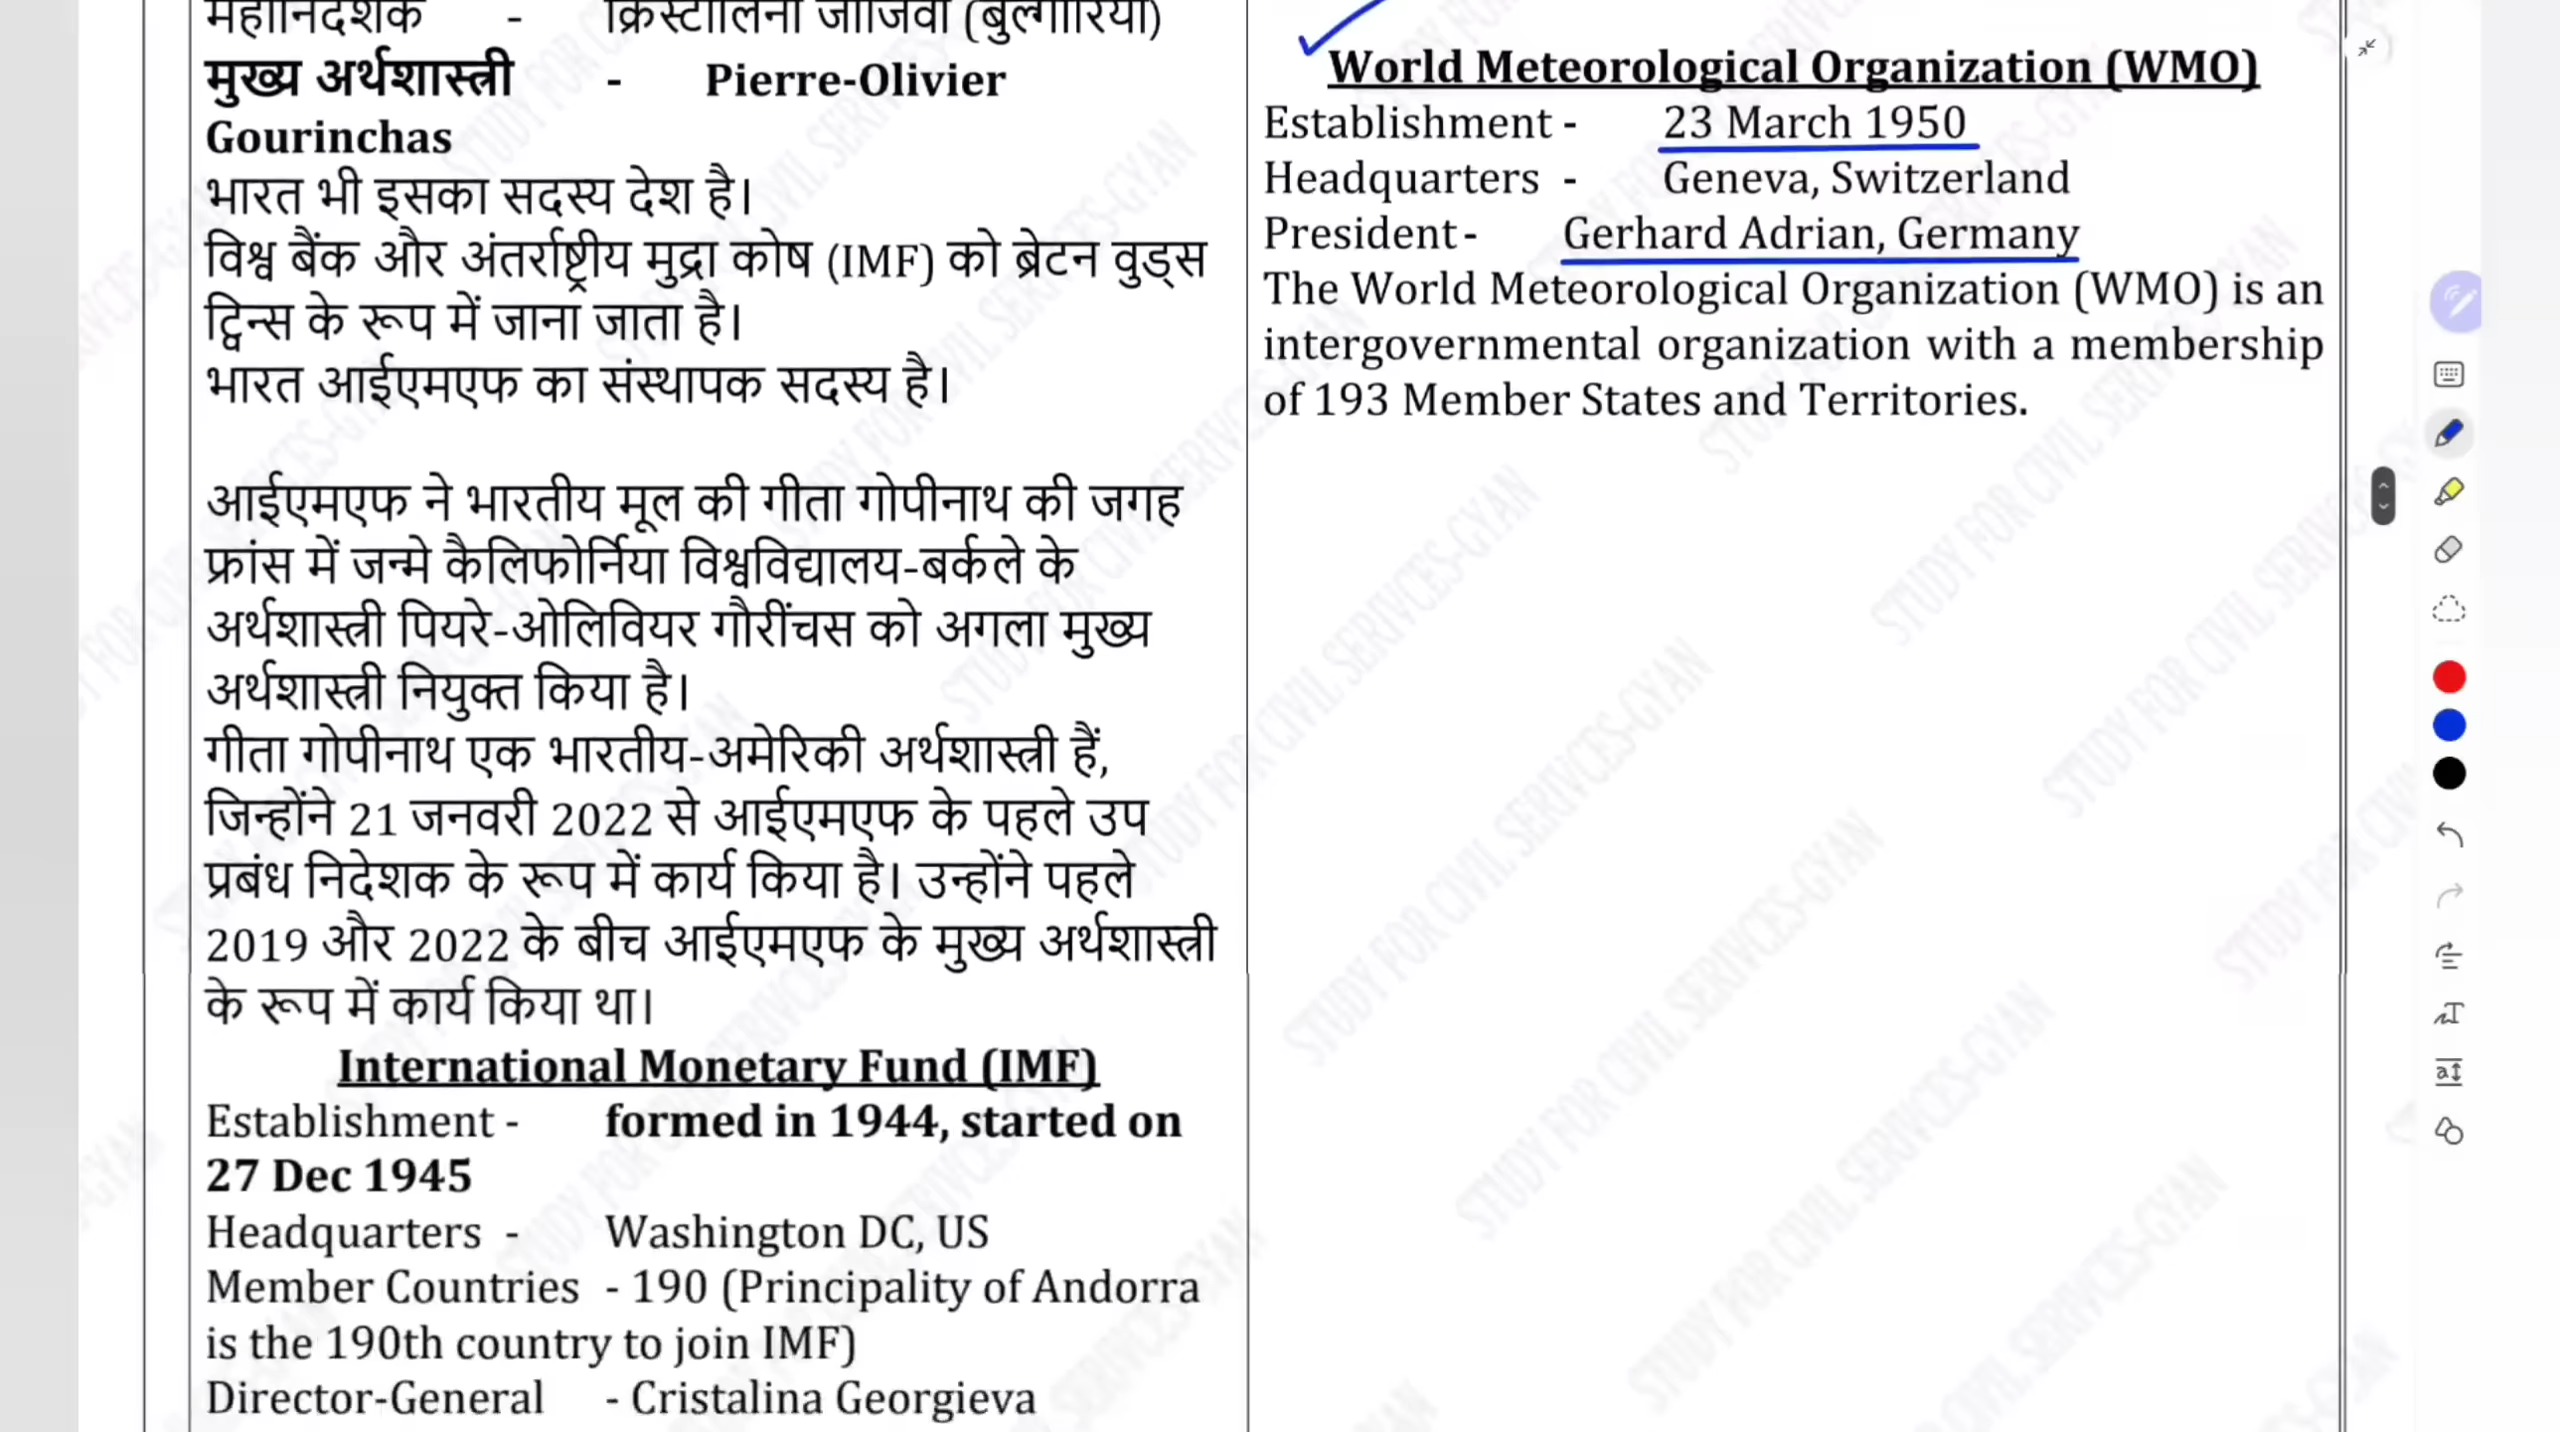 महानिदेशक - क्रिस्टालिना जॉर्जिवा (बुल्गारिया)
मुख्य अर्थशास्त्री - Pierre-Olivier
Gourinchas
भारत भी इसका सदस्य देश है।
विश्व बैंक और अंतर्राष्ट्रीय मुद्रा कोष (IMF) को ब्रेटन वुड्स
ट्विन्स के रूप में जाना जाता है।
भारत आईएमएफ का संस्थापक सदस्य है।
आईएमएफ ने भारतीय मूल की गीता गोपीनाथ की जगह
फ्रांस में जन्मे कैलिफोर्निया विश्वविद्यालय-बर्कले के
अर्थशास्त्री पियरे-ओलिवियर गौरींचस को अगला मुख्य
अर्थशास्त्री नियुक्त किया है।
गीता गोपीनाथ एक भारतीय-अमेरिकी अर्थशास्त्री हैं,
जिन्होंने 21 जनवरी 2022 से आईएमएफ के पहले उप
प्रबंध निदेशक के रूप में कार्य किया है। उन्होंने पहले
2019 और 2022 के बीच आईएमएफ के मुख्य अर्थशास्त्री
के रूप में कार्य किया था।
International Monetary Fund (IMF)
Establishment - formed in 1944, started on
27 Dec 1945
Headquarters - Washington DC, US
Member Countries - 190 (Principality of Andorra
is the 190th country to join IMF)
Director-General - Cristalina Georgieva
World Meteorological Organization (WMO)
Establishment - 23 March 1950
Headquarters - Geneva, Switzerland
President- Gerhard Adrian, Germany
The World Meteorological Organization (WMO) is an
intergovernmental organization with a membership
of 193 Member States and Territories.
STUDY FOR CIVIL SERIVCES-GYAN